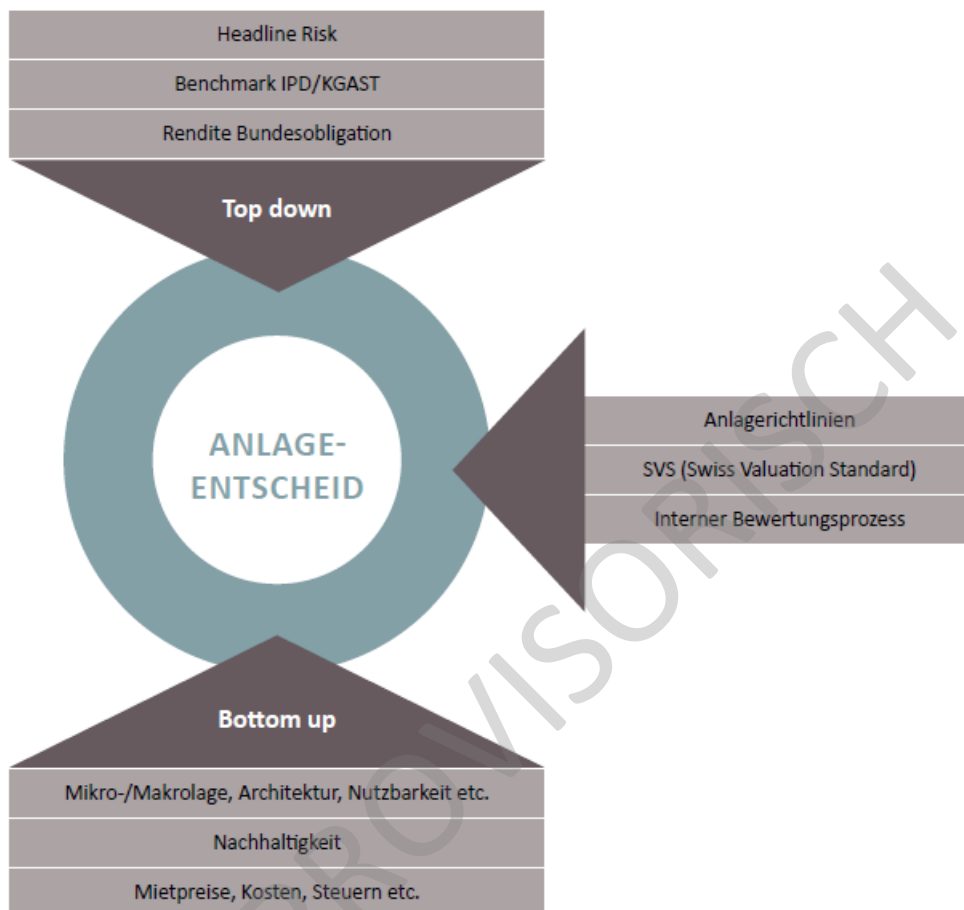 Headline Risk
Benchmark IPD/KGAST
Rendite Bundesobligation
Top down
ANLAGE-
ENTSCHEID
Anlagerichtlinien
SVS (Swiss Valuation Standard)
Interner Bewertungsprozess
Bottom up
Mikro-/Makrolage, Architektur, Nutzbarkeit etc.
Nachhaltigkeit
Mietpreise, Kosten, Steuern etc.
PROVISORISCH